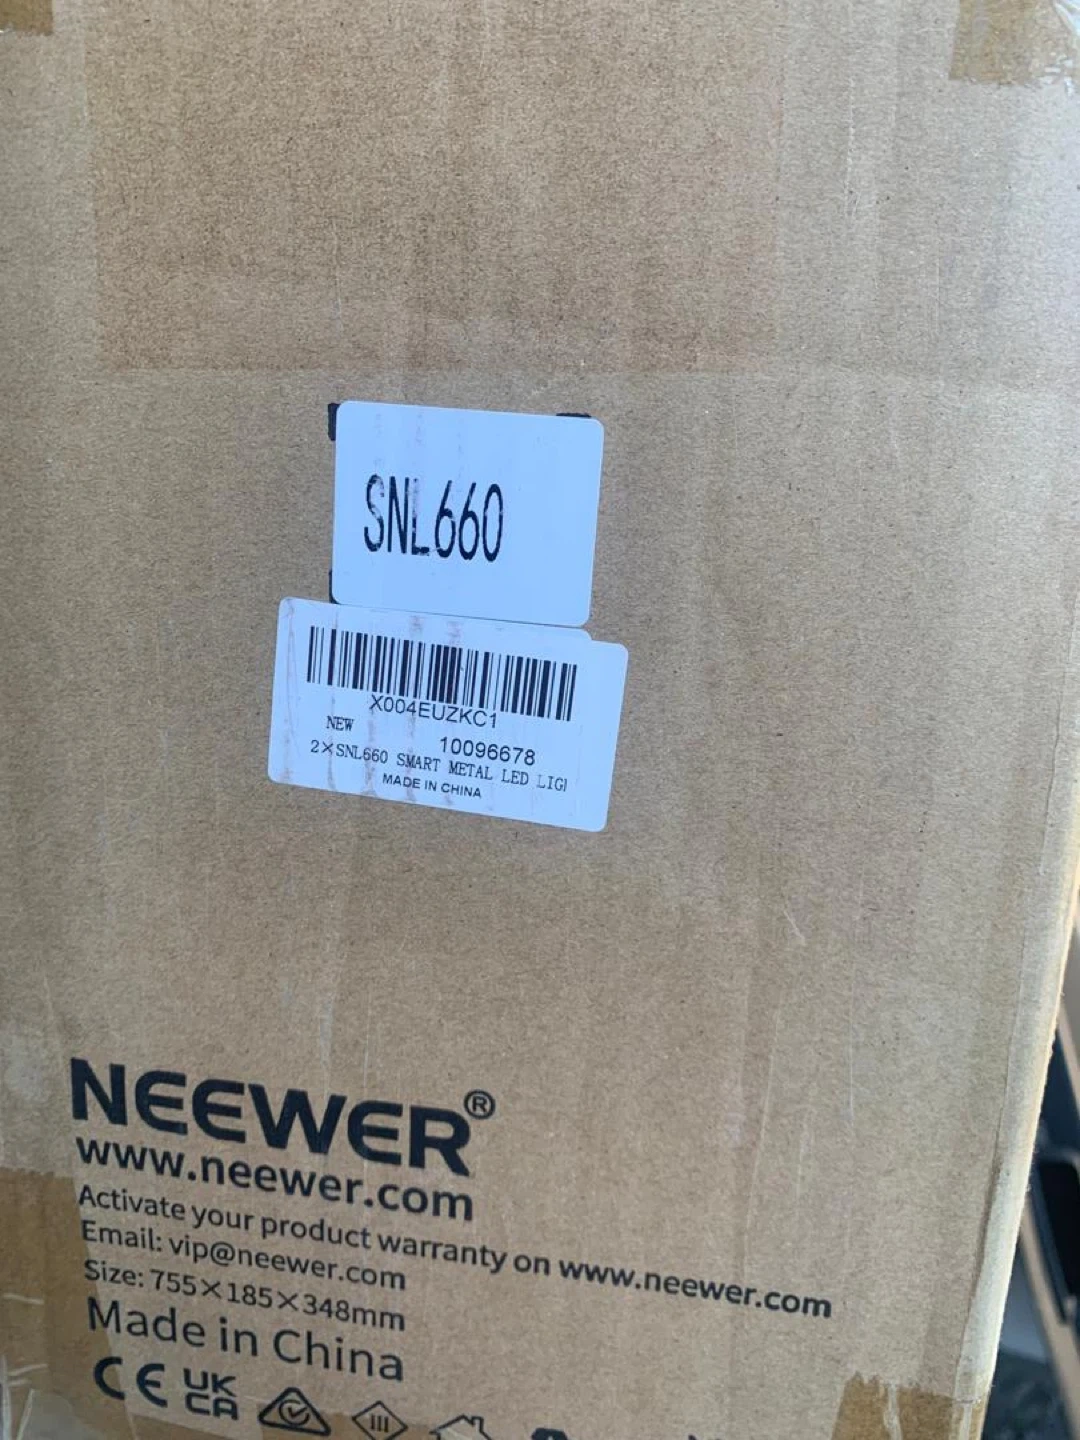 SNL660
X004EUZKC1
NEW
10096678
2×SNL660 SMART METAL LED LIGH
MADE IN CHINA
NEEWER®
www.neewer.com
Activate your product warranty on www.neewer.com
Email: vip@neewer.com
Size: 755×185×348mm
Made in China
CE UK
CA